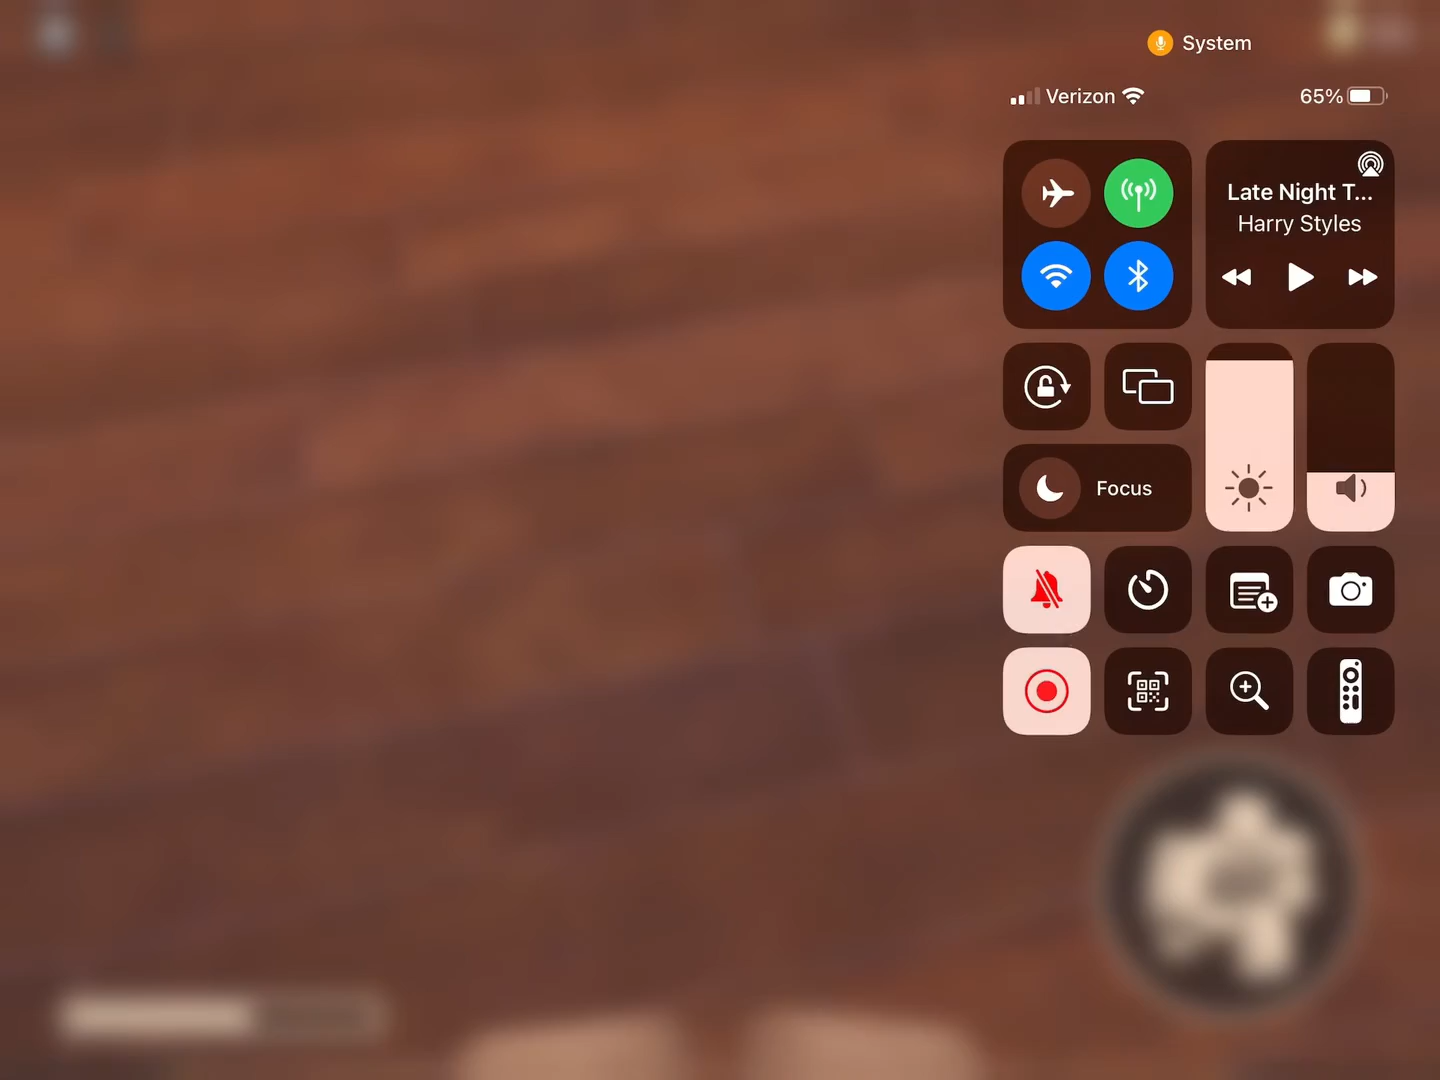 System
Verizon
65%
Late Night T...
Harry Styles
Focus